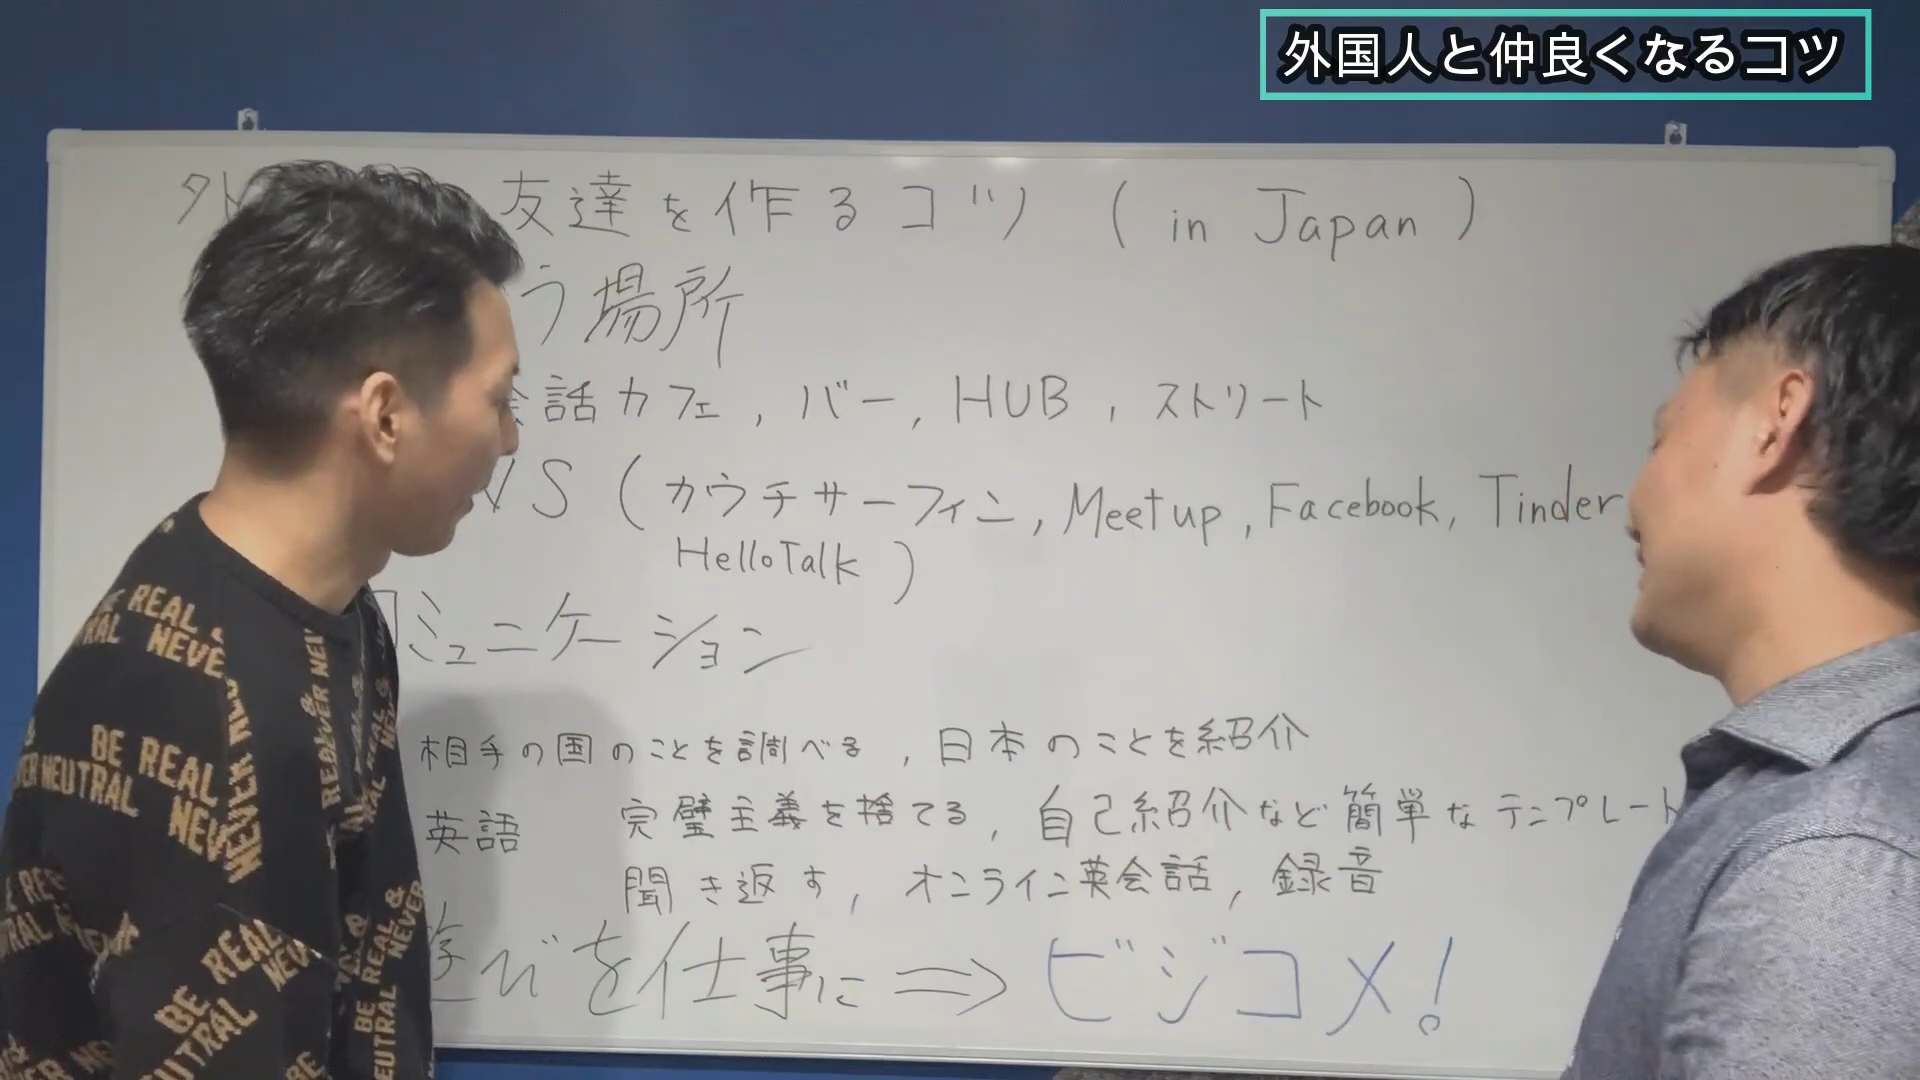 外国人と仲良くなるコツ
外 友達を作るコツ ( in Japan )
う場所
会話カフェ, バー, HUB, ストリート
NS ( カウチサーフィン, Meetup, Facebook, Tinder
HelloTalk )
コミュニケーション
相手の国のことを調べる, 日本のことを紹介
英語 完璧主義を捨てる, 自己紹介など簡単なテンプレート
聞き返す, オンライン英会話, 録音
遊びを仕事に ⇒ ビジコメ!
BE REAL & NEVER NEUTRAL